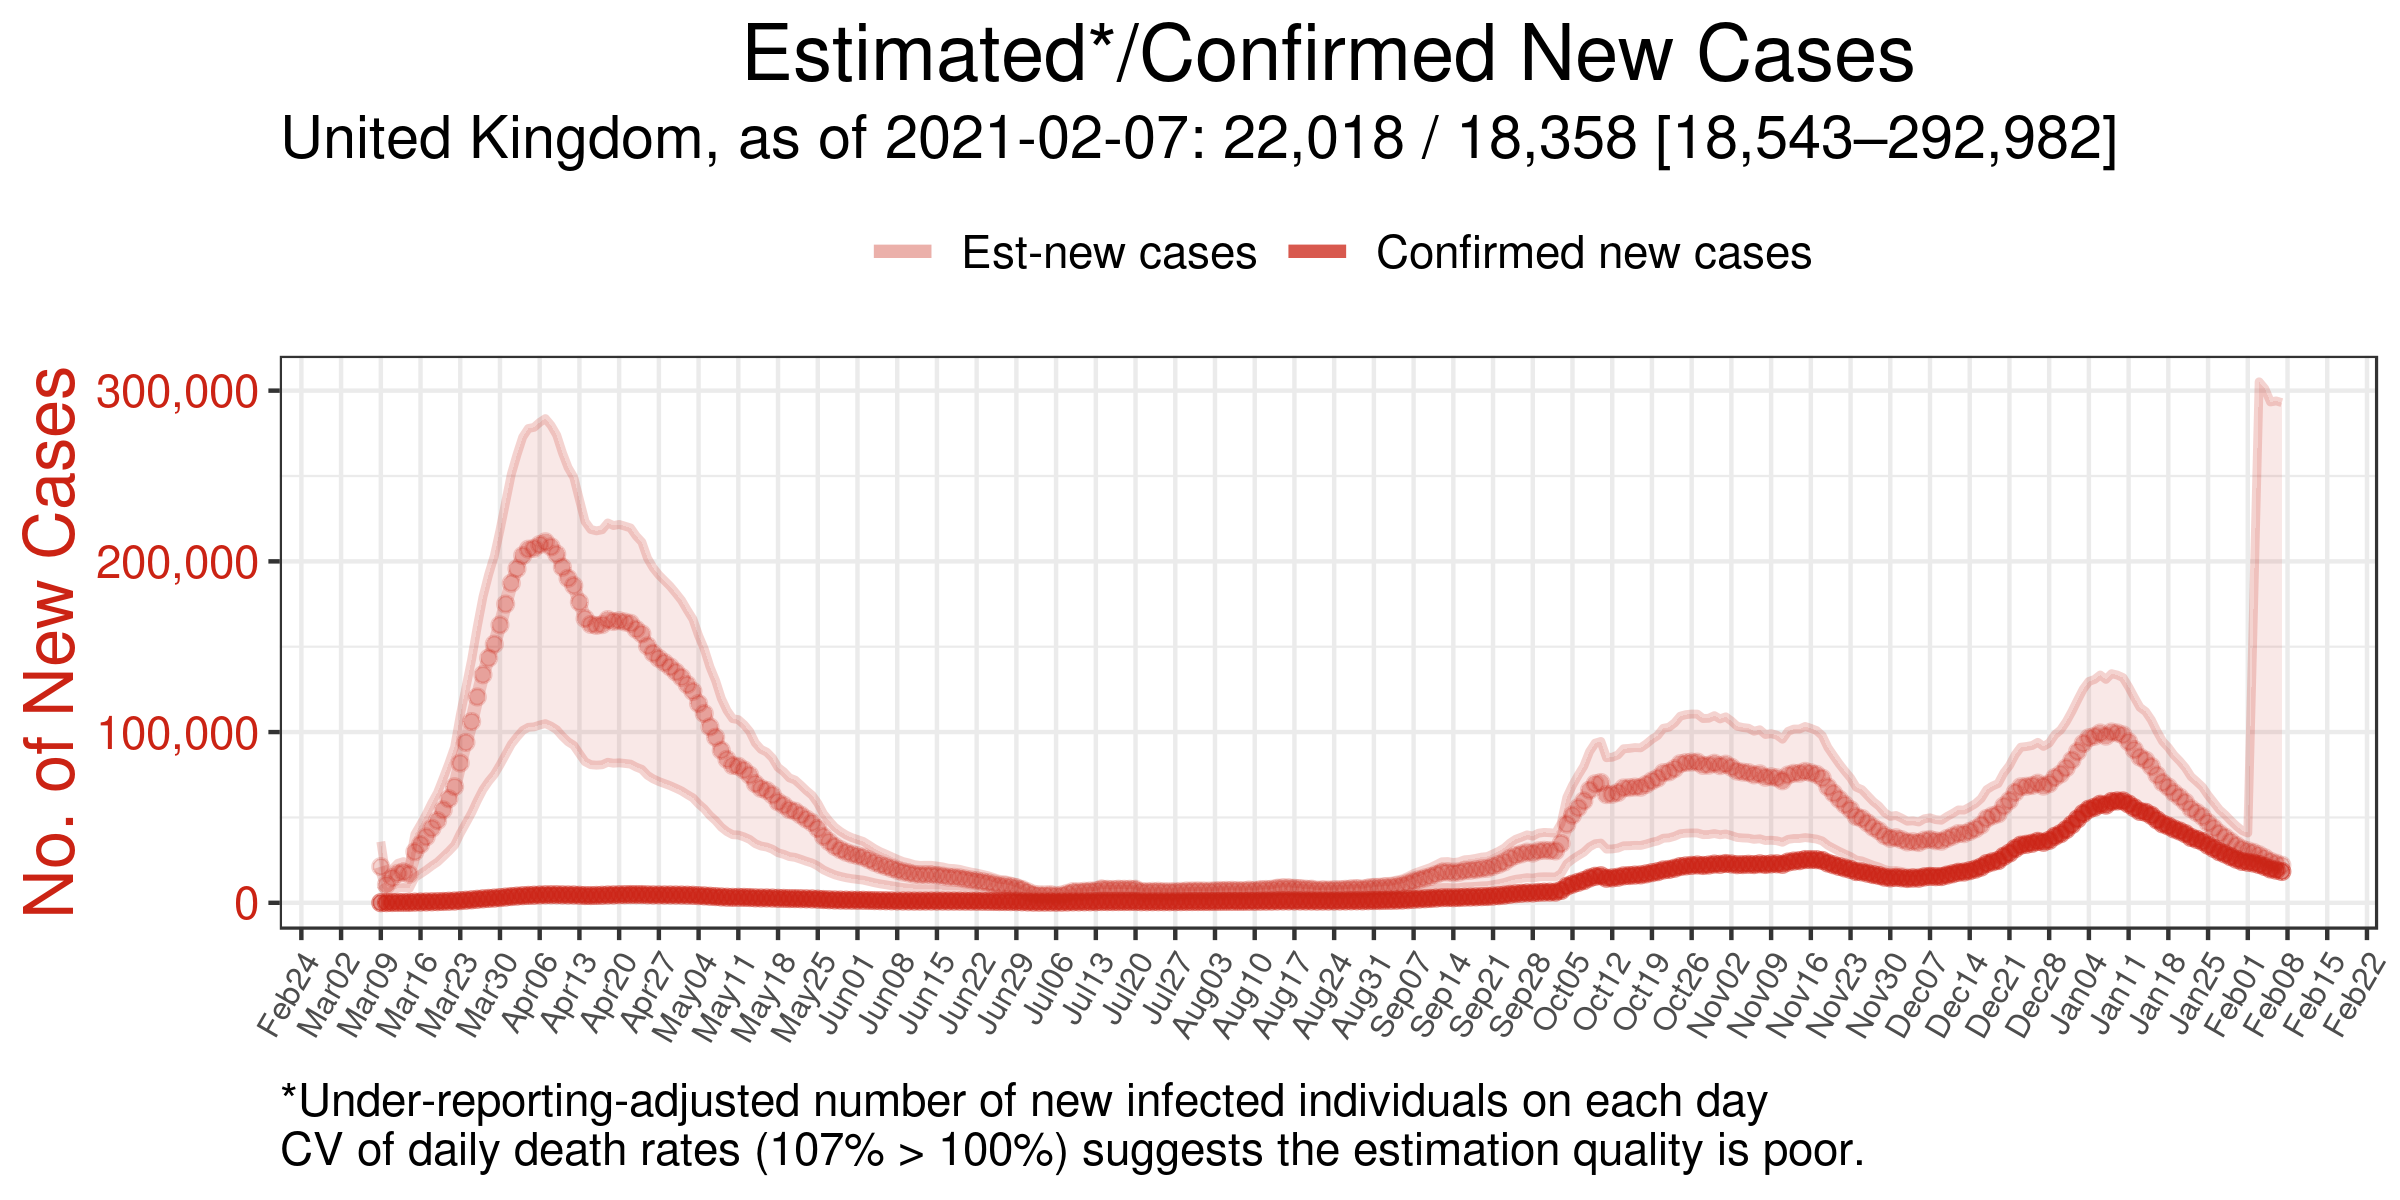 Estimated*/Confirmed New Cases
United Kingdom, as of 2021-02-07: 22,018 / 18,358 [18,543–292,982]
Est-new cases
Confirmed new cases
No. of New Cases
300,000
200,000
100,000
0
Feb24
Mar02
Mar09
Mar16
Mar23
Mar30
Apr06
Apr13
Apr20
Apr27
May04
May11
May18
May25
Jun01
Jun08
Jun15
Jun22
Jun29
Jul06
Jul13
Jul20
Jul27
Aug03
Aug10
Aug17
Aug24
Aug31
Sep07
Sep14
Sep21
Sep28
Oct05
Oct12
Oct19
Oct26
Nov02
Nov09
Nov16
Nov23
Nov30
Dec07
Dec14
Dec21
Dec28
Jan04
Jan11
Jan18
Jan25
Feb01
Feb08
Feb15
Feb22
*Under-reporting-adjusted number of new infected individuals on each day
CV of daily death rates (107% > 100%) suggests the estimation quality is poor.